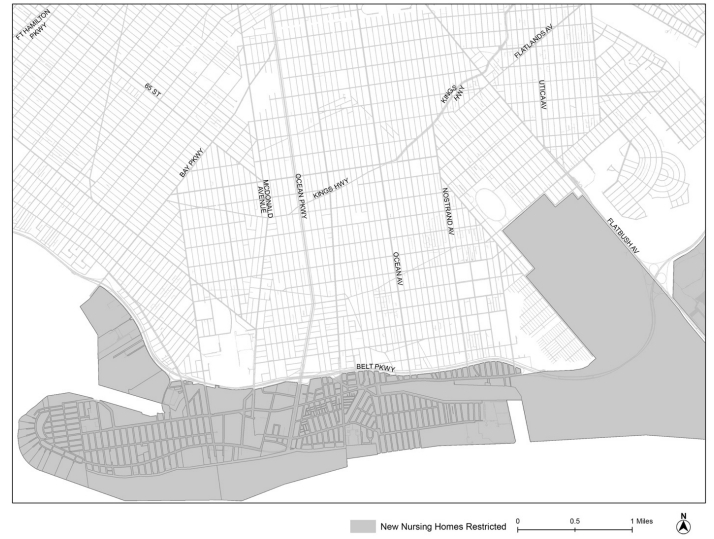 FT HAMILTON
PKWY
65 ST
BAY PKWY
MCDONALD
AVENUE
OCEAN PKWY
KINGS HWY
KINGS
HWY
FLATLANDS AV
UTICA AV
NOSTRAND AV
OCEAN AV
FLATBUSH AV
BELT PKWY
New Nursing Homes Restricted
0 0.5 1 Miles
N